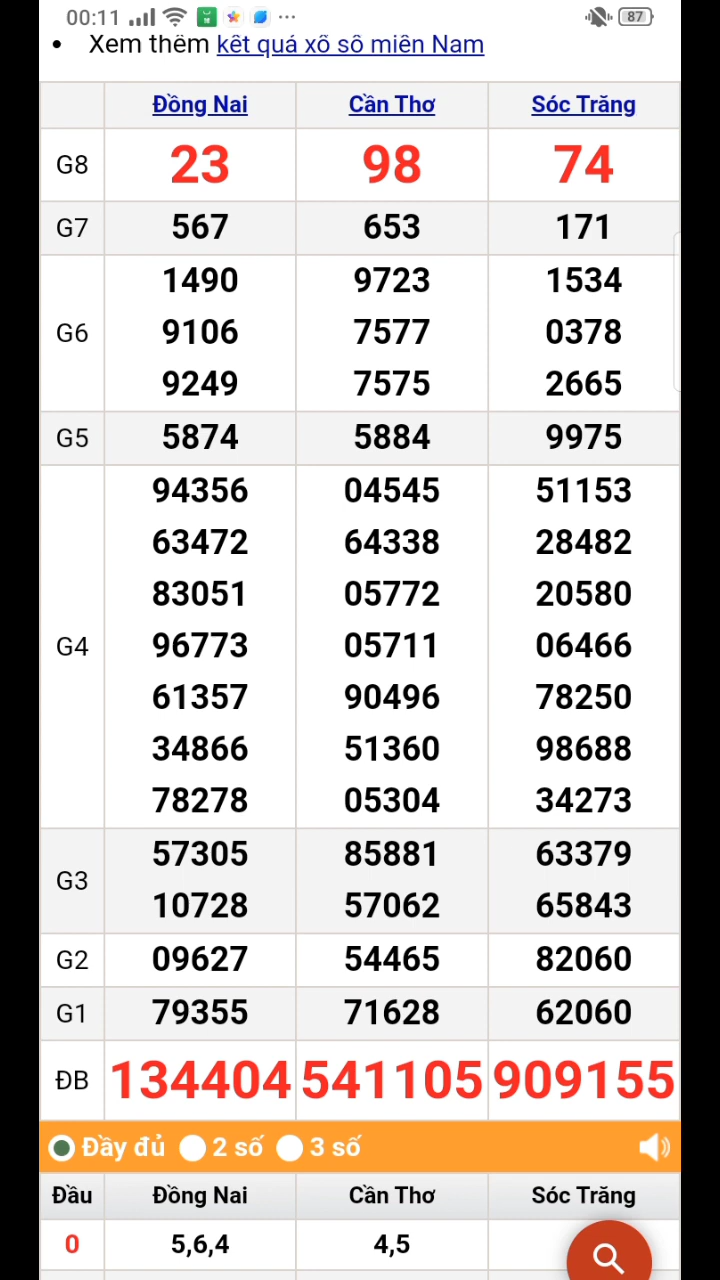 00:11 87
• Xem thêm kết quả xổ số miền Nam
Đồng Nai Cần Thơ Sóc Trăng
G8 23 98 74
G7 567 653 171
1490 9723 1534
G6 9106 7577 0378
9249 7575 2665
G5 5874 5884 9975
94356 04545 51153
63472 64338 28482
83051 05772 20580
G4 96773 05711 06466
61357 90496 78250
34866 51360 98688
78278 05304 34273
G3 57305 85881 63379
10728 57062 65843
G2 09627 54465 82060
G1 79355 71628 62060
ĐB 134404 541105 909155
Đầy đủ 2 số 3 số
Đầu Đồng Nai Cần Thơ Sóc Trăng
0 5,6,4 4,5